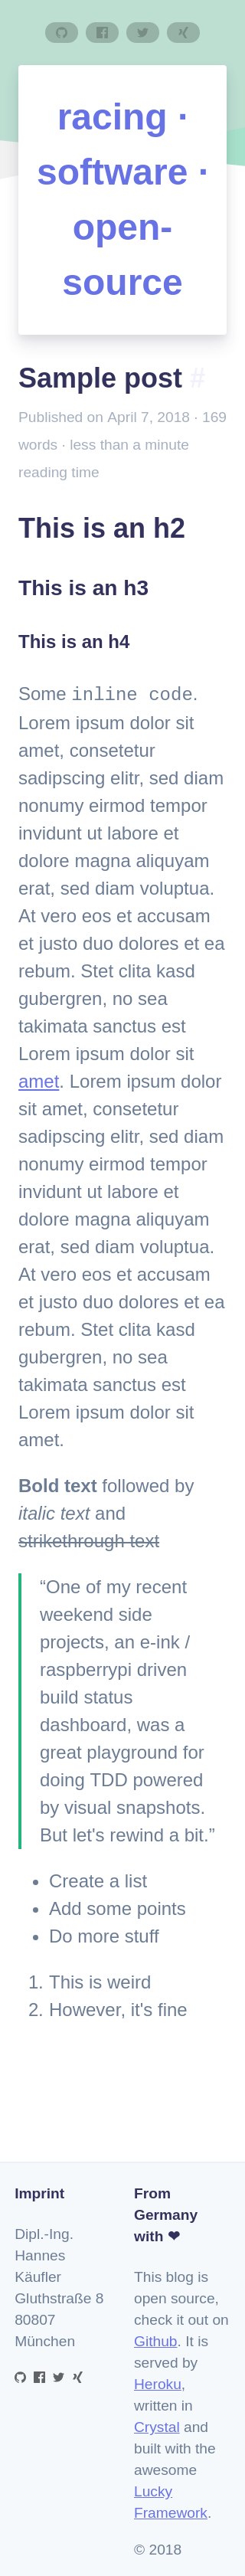 racing ·
software ·
open-
source
Sample post #
Published on April 7, 2018 · 169
words · less than a minute
reading time
This is an h2
This is an h3
This is an h4
Some inline code.
Lorem ipsum dolor sit
amet, consetetur
sadipscing elitr, sed diam
nonumy eirmod tempor
invidunt ut labore et
dolore magna aliquyam
erat, sed diam voluptua.
At vero eos et accusam
et justo duo dolores et ea
rebum. Stet clita kasd
gubergren, no sea
takimata sanctus est
Lorem ipsum dolor sit
amet. Lorem ipsum dolor
sit amet, consetetur
sadipscing elitr, sed diam
nonumy eirmod tempor
invidunt ut labore et
dolore magna aliquyam
erat, sed diam voluptua.
At vero eos et accusam
et justo duo dolores et ea
rebum. Stet clita kasd
gubergren, no sea
takimata sanctus est
Lorem ipsum dolor sit
amet.
Bold text followed by
italic text and
strikethrough text
“One of my recent
weekend side
projects, an e-ink /
raspberrypi driven
build status
dashboard, was a
great playground for
doing TDD powered
by visual snapshots.
But let's rewind a bit.”
• Create a list
• Add some points
• Do more stuff
1. This is weird
2. However, it's fine
Imprint
Dipl.-Ing.
Hannes
Käufler
Gluthstraße 8
80807
München
From
Germany
with ❤
This blog is
open source,
check it out on
Github. It is
served by
Heroku,
written in
Crystal and
built with the
awesome
Lucky
Framework.
© 2018